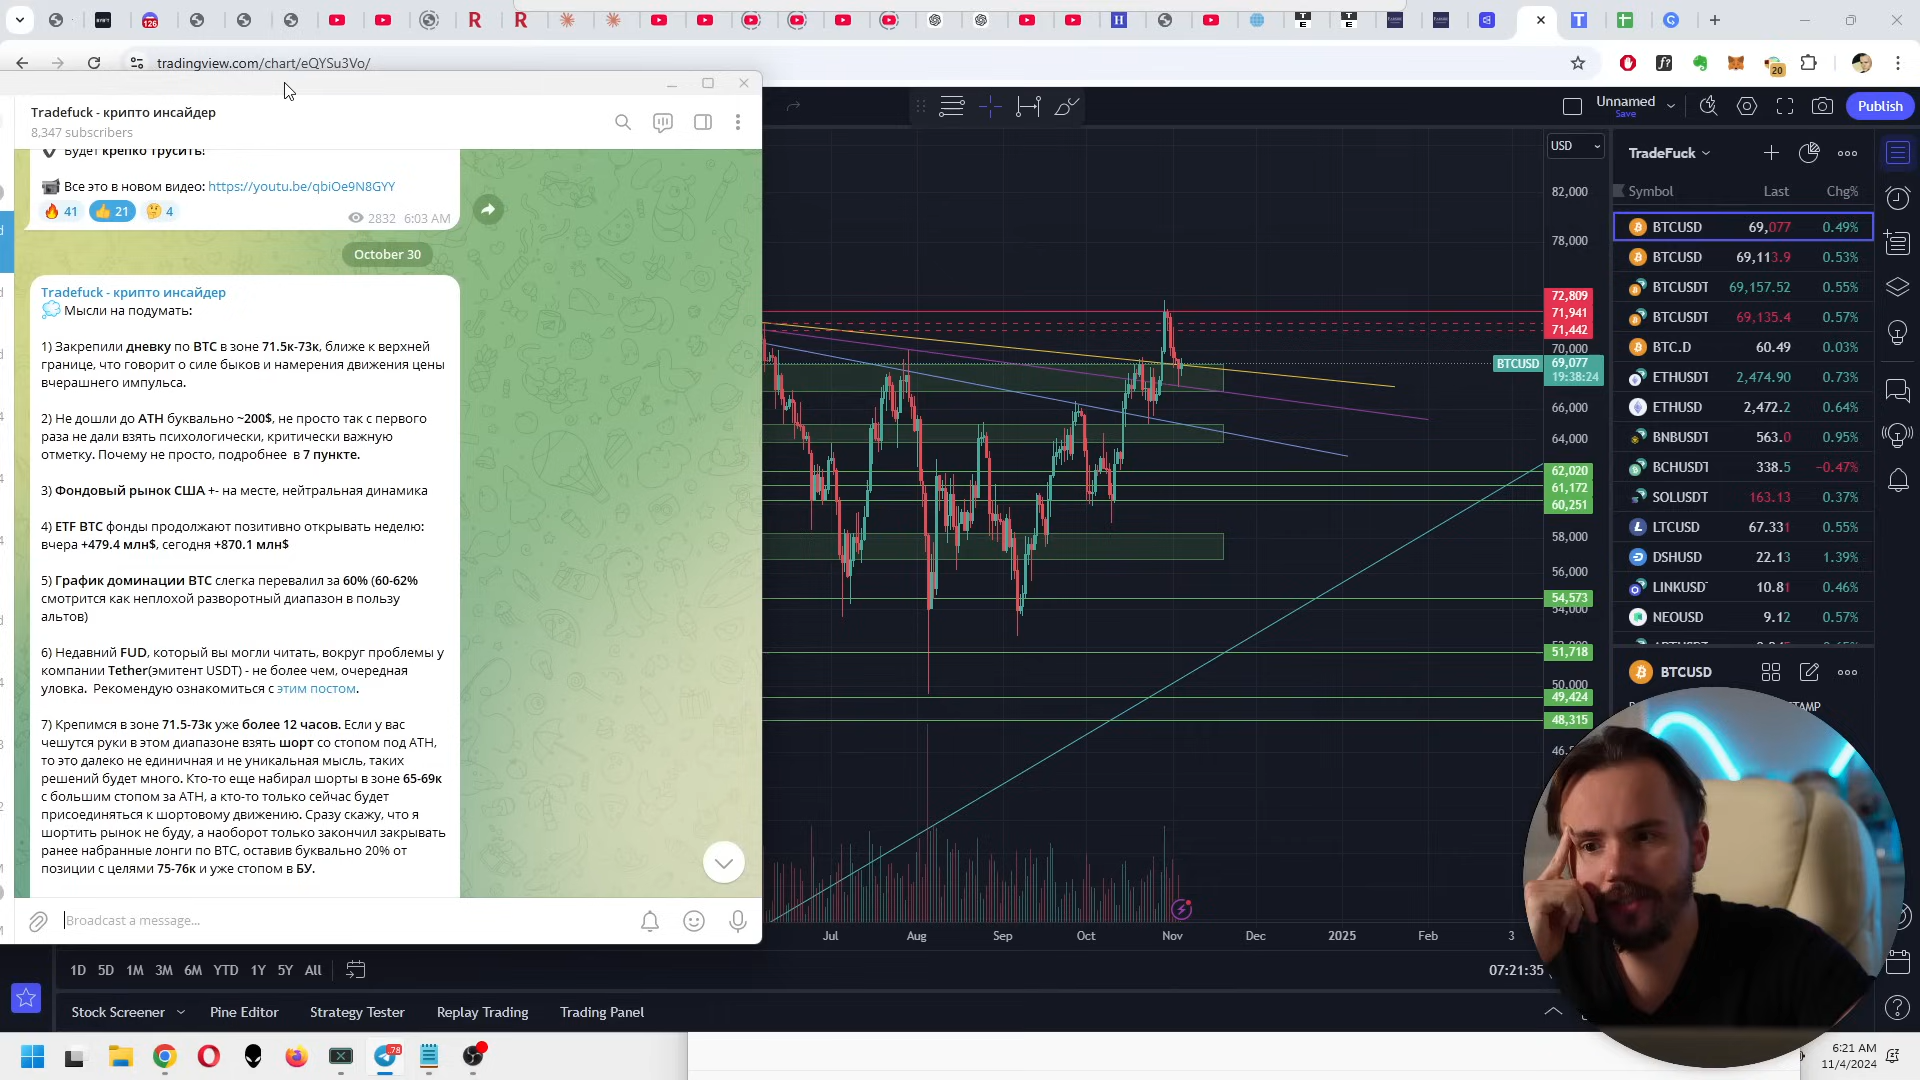 126
20
tradingview.com/chart/eQYSu3Vo/
Tradefuck - крипто инсайдер
8,347 subscribers
Будет крепко трусить!
Все это в новом видео: https://youtu.be/qbiOe9N8GYY
41 21 4
2832 6:03 AM
October 30
Tradefuck - крипто инсайдер
Мысли на подумать:
1) Закрепили дневку по BTC в зоне 71.5к-73к, ближе к верхней
границе, что говорит о силе быков и намерения движения цены
вчерашнего импульса.
2) Не дошли до ATH буквально ~200$, не просто так с первого
раза не дали взять психологически, критически важную
отметку. Почему не просто, подробнее в 7 пункте.
3) Фондовый рынок США +- на месте, нейтральная динамика
4) ETF BTC фонды продолжают позитивно открывать неделю:
вчера +479.4 млн$, сегодня +870.1 млн$
5) График доминации BTC слегка перевалил за 60% (60-62%
смотрится как неплохой разворотный диапазон в пользу
альтов)
6) Недавний FUD, который вы могли читать, вокруг проблемы у
компании Tether(эмитент USDT) - не более чем, очередная
уловка. Рекомендую ознакомиться с этим постом.
7) Крепимся в зоне 71.5-73к уже более 12 часов. Если у вас
чешутся руки в этом диапазоне взять шорт со стопом под ATH,
то это далеко не единичная и не уникальная мысль, таких
решений будет много. Кто-то еще набирал шорты в зоне 65-69к
с большим стопом за ATH, а кто-то только сейчас будет
присоединяться к шортовому движению. Сразу скажу, что я
шортить рынок не буду, а наоборот только закончил закрывать
ранее набранные лонги по BTC, оставив буквально 20% от
позиции с целями 75-76к и уже стопом в БУ.
Broadcast a message...
Unnamed
Save
Publish
USD
82,000
78,000
72,809
71,941
71,442
70,000
BTCUSD 69,077
19:38:24
66,000
64,000
62,020
61,172
60,251
58,000
56,000
54,573
54,000
51,718
50,000
49,424
48,315
Jul Aug Sep Oct Nov Dec 2025 Feb 3
TradeFuck
Symbol Last Chg%
BTCUSD 69,077 0.49%
BTCUSD 69,113.9 0.53%
BTCUSDT 69,157.52 0.55%
BTCUSDT 69,135.4 0.57%
BTC.D 60.49 0.03%
ETHUSDT 2,474.90 0.73%
ETHUSD 2,472.2 0.64%
BNBUSDT 563.0 0.95%
BCHUSDT 338.5 −0.47%
SOLUSDT 163.13 0.37%
LTCUSD 67.331 0.55%
DSHUSD 22.13 1.39%
LINKUSD 10.81 0.46%
NEOUSD 9.12 0.57%
BTCUSD
1D 5D 1M 3M 6M YTD 1Y 5Y All
07:21:35
Stock Screener Pine Editor Strategy Tester Replay Trading Trading Panel
78
6:21 AM
11/4/2024